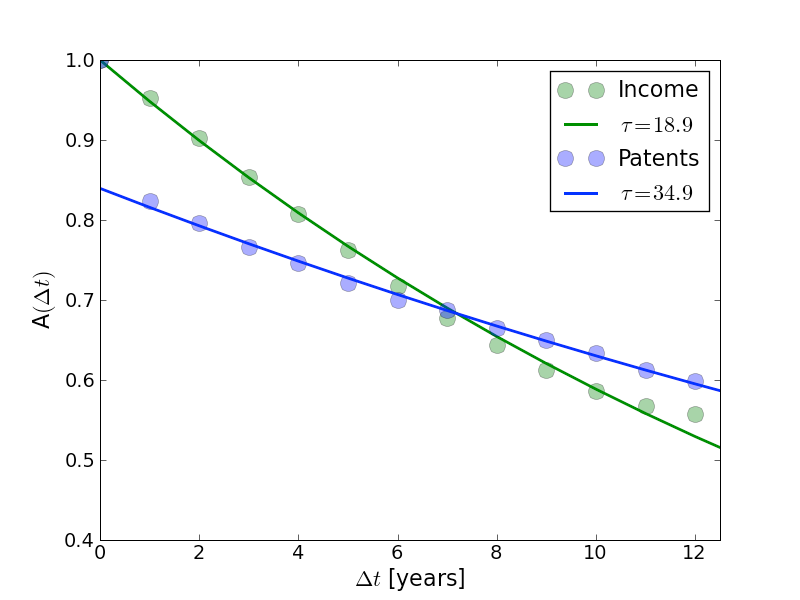 1.0
0.9
0.8
0.7
0.6
0.5
0.4
0 2 4 6 8 10 12
A(Δt)
Δt [years]
Income
τ=18.9
Patents
τ=34.9